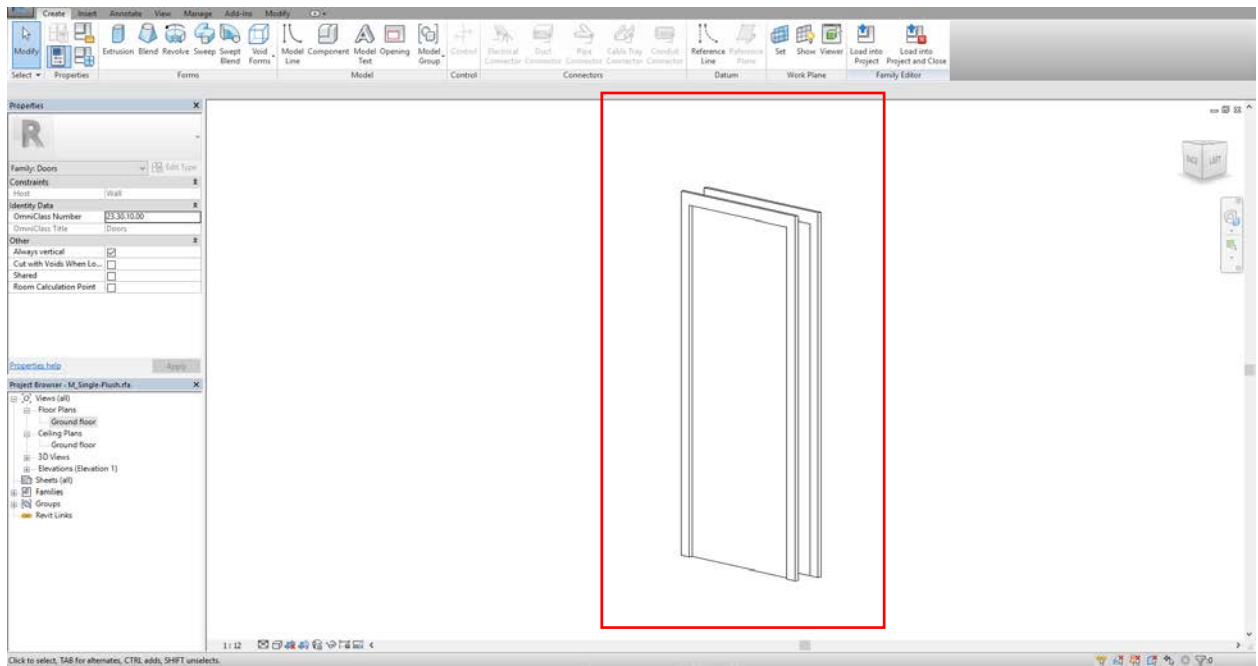 Create Insert Annotate View Manage Add-Ins Modify
Modify Extrusion Blend Revolve Sweep Swept Blend Void Forms Model Line Component Model Text Opening Model Group Control Electrical Connector Duct Connector Pipe Connector Cable Tray Connector Conduit Connector Reference Line Reference Plane Set Show Viewer Load into Project Load into Project and Close
Select Properties Forms Model Control Connectors Datum Work Plane Family Editor
Properties
R
Family: Doors Edit Type
Constraints
Host Wall
Identity Data
OmniClass Number 23.30.10.00
OmniClass Title Doors
Other
Always vertical
Cut with Voids When Lo...
Shared
Room Calculation Point
Properties help Apply
Project Browser - M_Single-Flush.rfa
Views (all)
Floor Plans
Ground floor
Ceiling Plans
Ground floor
3D Views
Elevations (Elevation 1)
Sheets (all)
Families
Groups
Revit Links
LEFT
1:12
Click to select, TAB for alternates, CTRL adds, SHIFT unselects.
:0